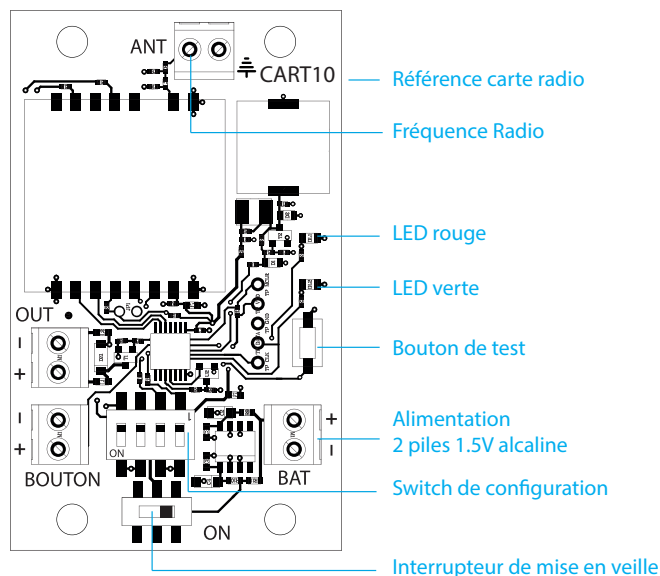 ANT
CART10
Référence carte radio
Fréquence Radio
LED rouge
LED verte
OUT
Bouton de test
-
+
-
+
+
-
Alimentation
2 piles 1.5V alcaline
ON
BOUTON
BAT
Switch de configuration
ON
Interrupteur de mise en veille